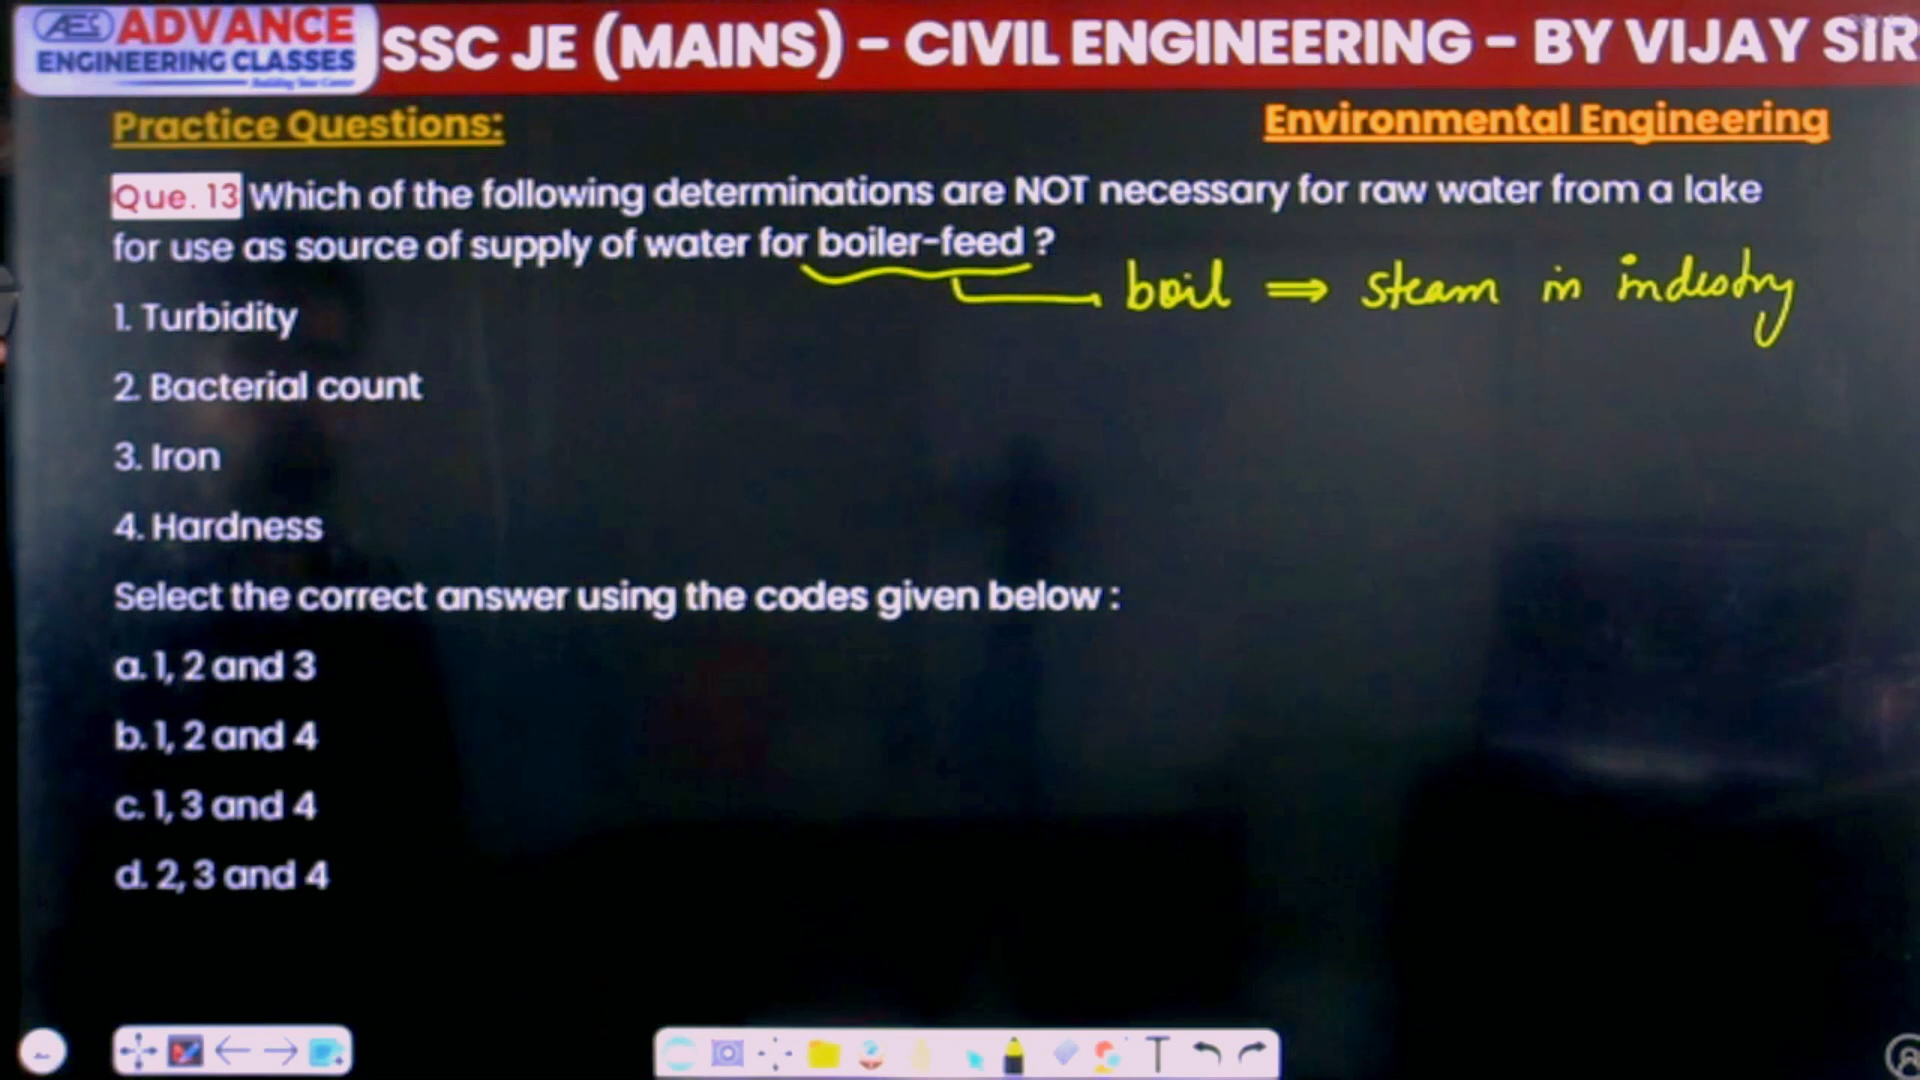 AEC ADVANCE
ENGINEERING CLASSES
SSC JE (MAINS) - CIVIL ENGINEERING - BY VIJAY SIR
Practice Questions:
Environmental Engineering
Que. 13 Which of the following determinations are NOT necessary for raw water from a lake
for use as source of supply of water for boiler-feed ?
boil ⇒ steam in industry
1. Turbidity
2. Bacterial count
3. Iron
4. Hardness
Select the correct answer using the codes given below :
a. 1, 2 and 3
b. 1, 2 and 4
c. 1, 3 and 4
d. 2, 3 and 4